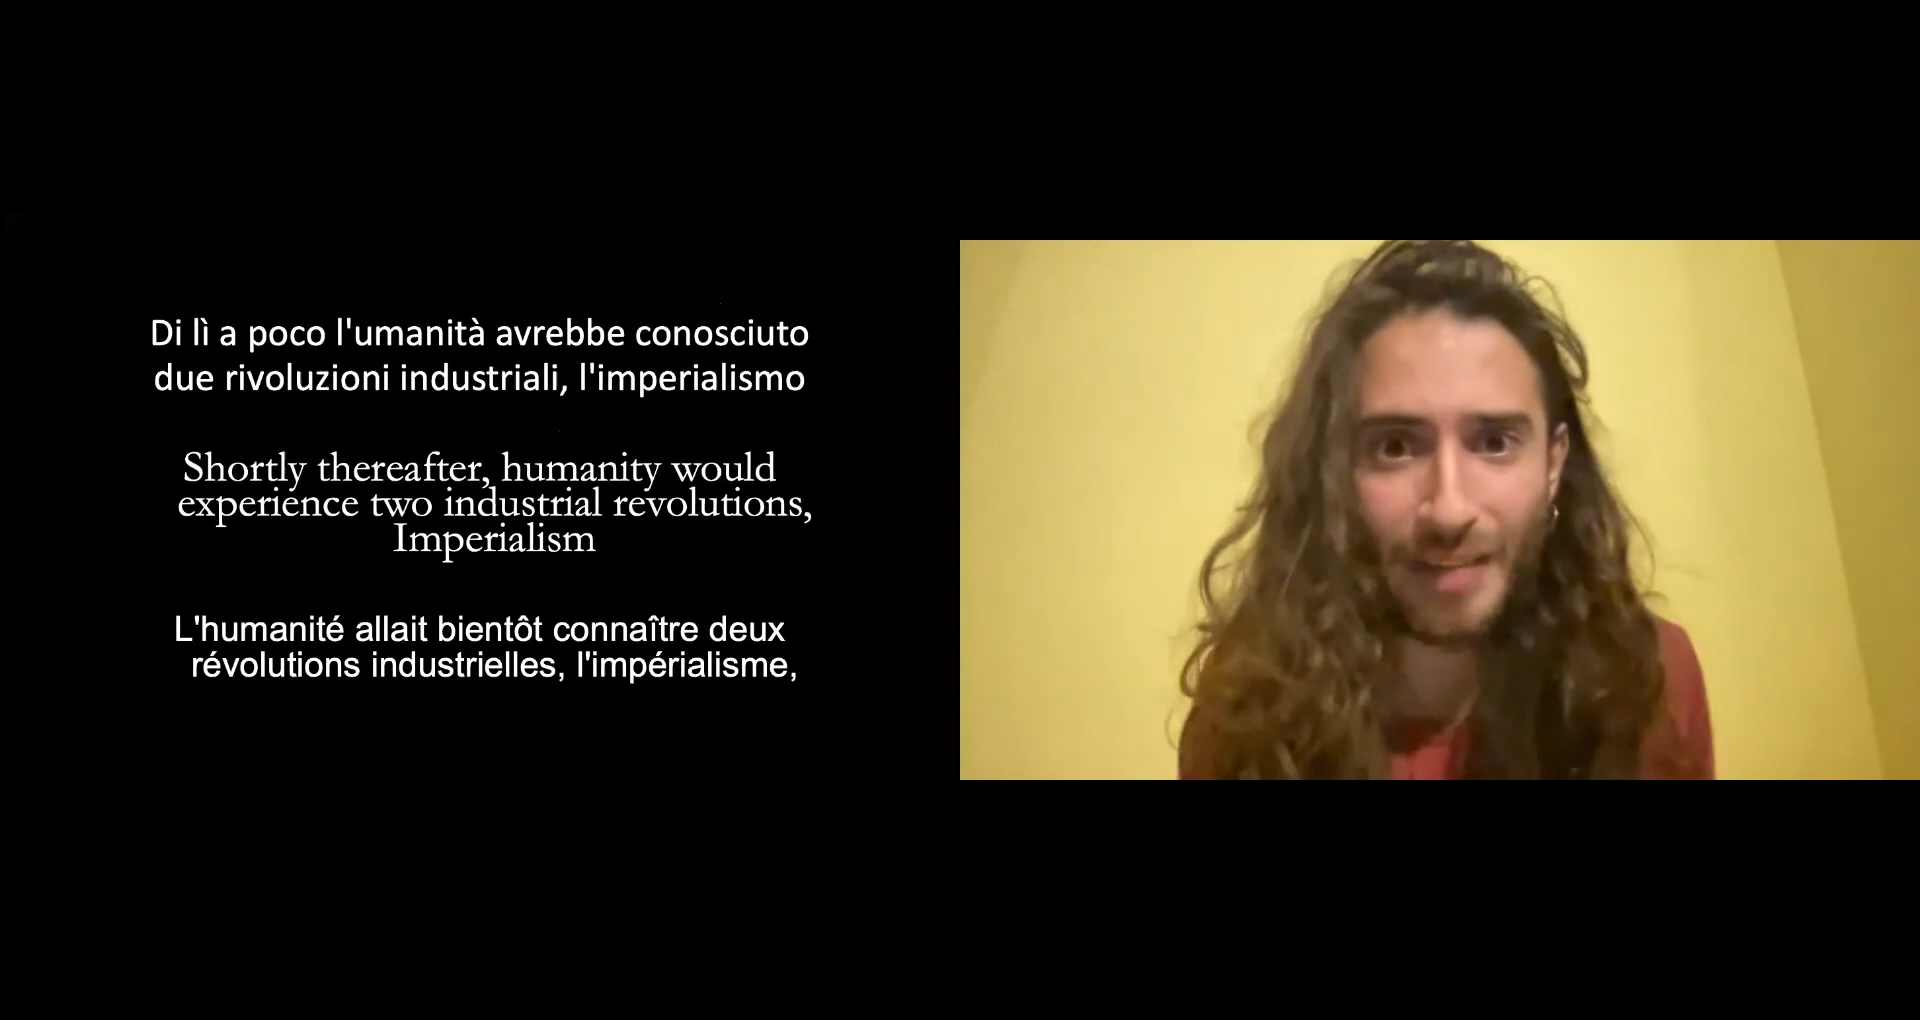 Di lì a poco l'umanità avrebbe conosciuto
due rivoluzioni industriali, l'imperialismo
Shortly thereafter, humanity would
experience two industrial revolutions,
Imperialism
L'humanité allait bientôt connaître deux
révolutions industrielles, l'impérialisme,